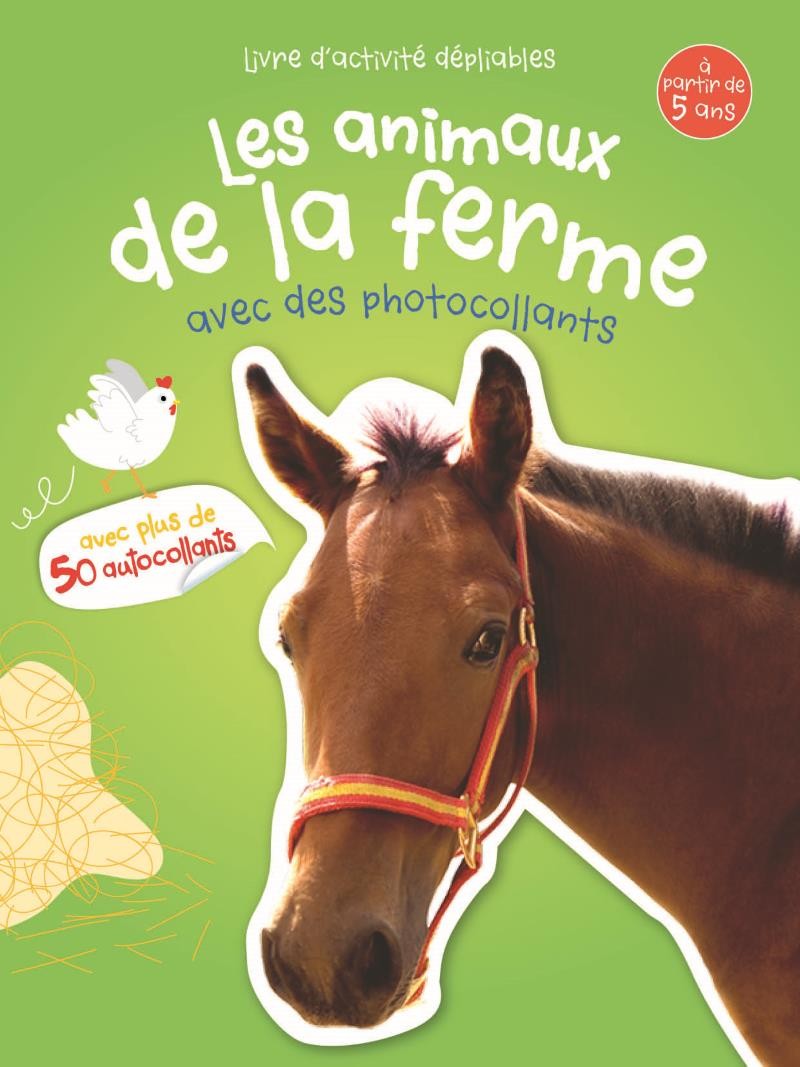 Livre d'activité dépliables
à
partir de
5 ans
Les animaux
de la ferme
avec des photocollants
avec plus de
50 autocollants